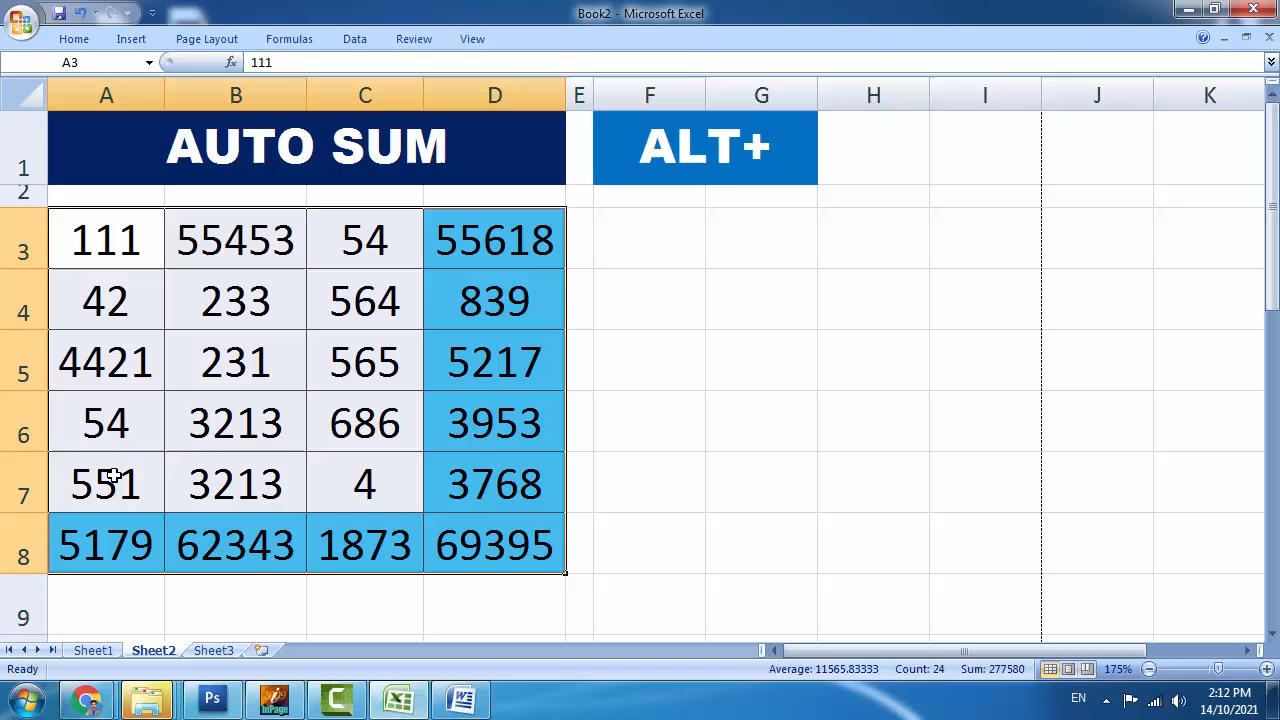 Book2 - Microsoft Excel
Home Insert Page Layout Formulas Data Review View
A3 fx 111
A B C D E F G H I J K
1 AUTO SUM ALT+
2
3 111 55453 54 55618
4 42 233 564 839
5 4421 231 565 5217
6 54 3213 686 3953
7 551 3213 4 3768
8 5179 62343 1873 69395
9
Sheet1 Sheet2 Sheet3
Ready Average: 11565.83333 Count: 24 Sum: 277580 175%
Ps InPage C W EN 2:12 PM
14/10/2021